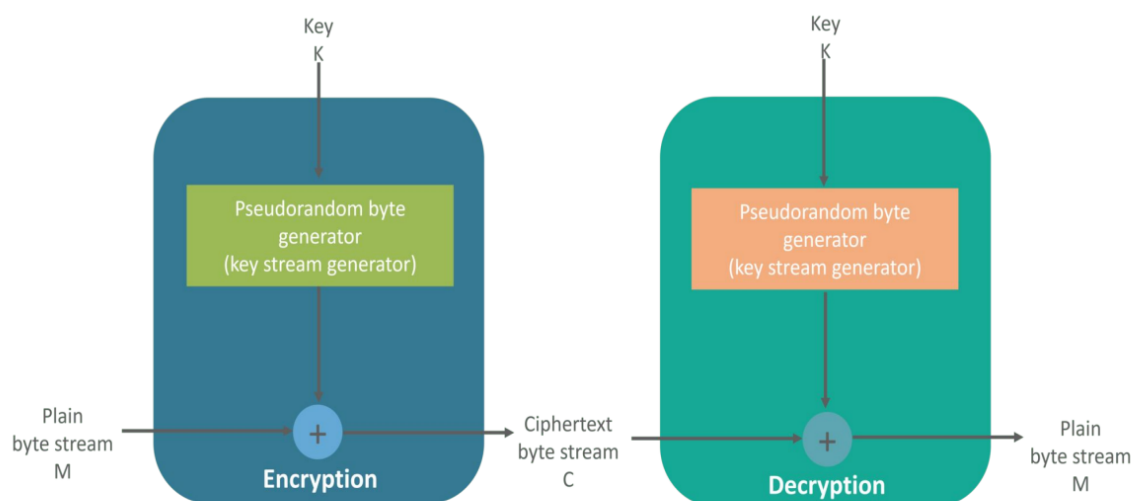 Key
K
Key
K
Pseudorandom byte
generator
(key stream generator)
Pseudorandom byte
generator
(key stream generator)
Plain
byte stream
M
+
Ciphertext
byte stream
C
+
Plain
byte stream
M
Encryption
Decryption